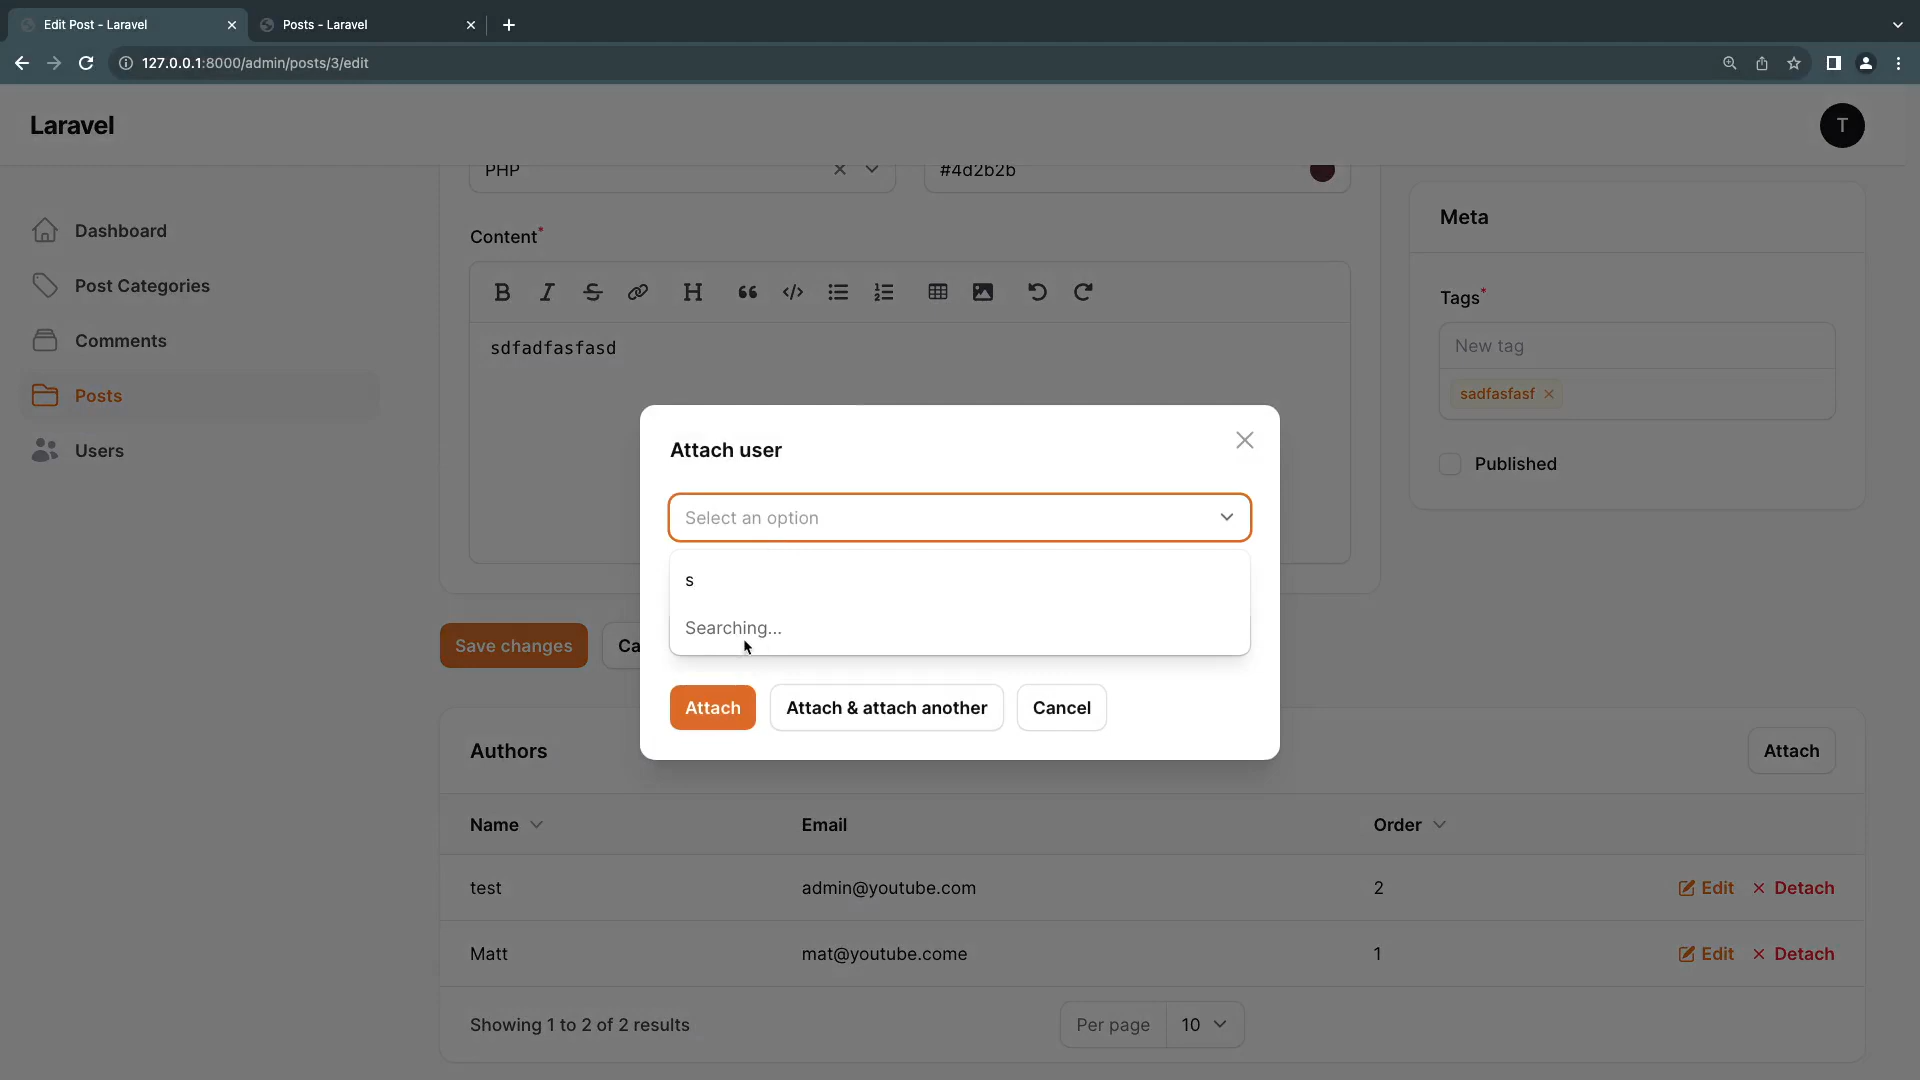 Edit Post - Laravel
Posts - Laravel
127.0.0.1:8000/admin/posts/3/edit
Laravel
T
Dashboard
Post Categories
Comments
Posts
Users
PHP
#4d2b2b
Content*
sdfadfasfasd
Meta
Tags*
New tag
sadfasfasf
Published
Attach user
Select an option
s
Searching...
Attach
Attach & attach another
Cancel
Save changes
Ca
Authors
Attach
Name
Email
Order
test
admin@youtube.com
2
Edit
Detach
Matt
mat@youtube.come
1
Edit
Detach
Showing 1 to 2 of 2 results
Per page
10